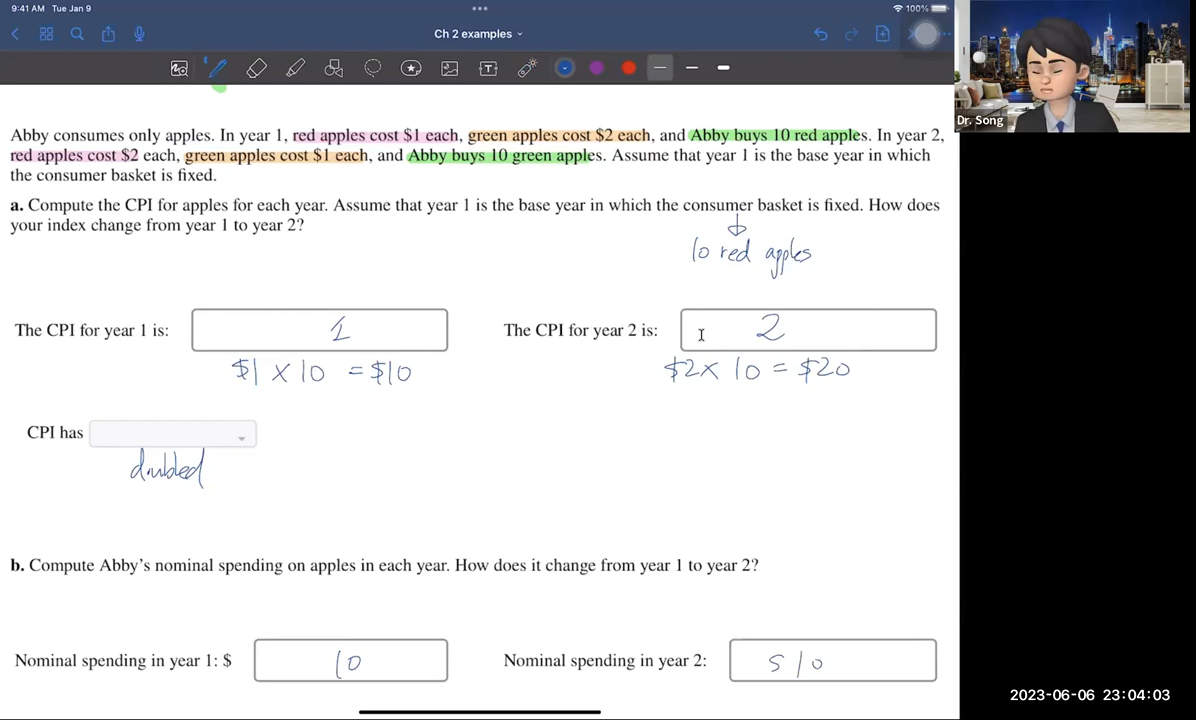 9:41 AM Tue Jan 9
100%
Ch 2 examples
Dr. Song
Abby consumes only apples. In year 1, red apples cost $1 each, green apples cost $2 each, and Abby buys 10 red apples. In year 2,
red apples cost $2 each, green apples cost $1 each, and Abby buys 10 green apples. Assume that year 1 is the base year in which
the consumer basket is fixed.
a. Compute the CPI for apples for each year. Assume that year 1 is the base year in which the consumer basket is fixed. How does
your index change from year 1 to year 2?
10 red apples
The CPI for year 1 is: 1
The CPI for year 2 is: 2
$1 × 10 = $10
$2 × 10 = $20
CPI has
doubled
b. Compute Abby's nominal spending on apples in each year. How does it change from year 1 to year 2?
Nominal spending in year 1: $ 10
Nominal spending in year 2: $10
2023-06-06 23:04:03